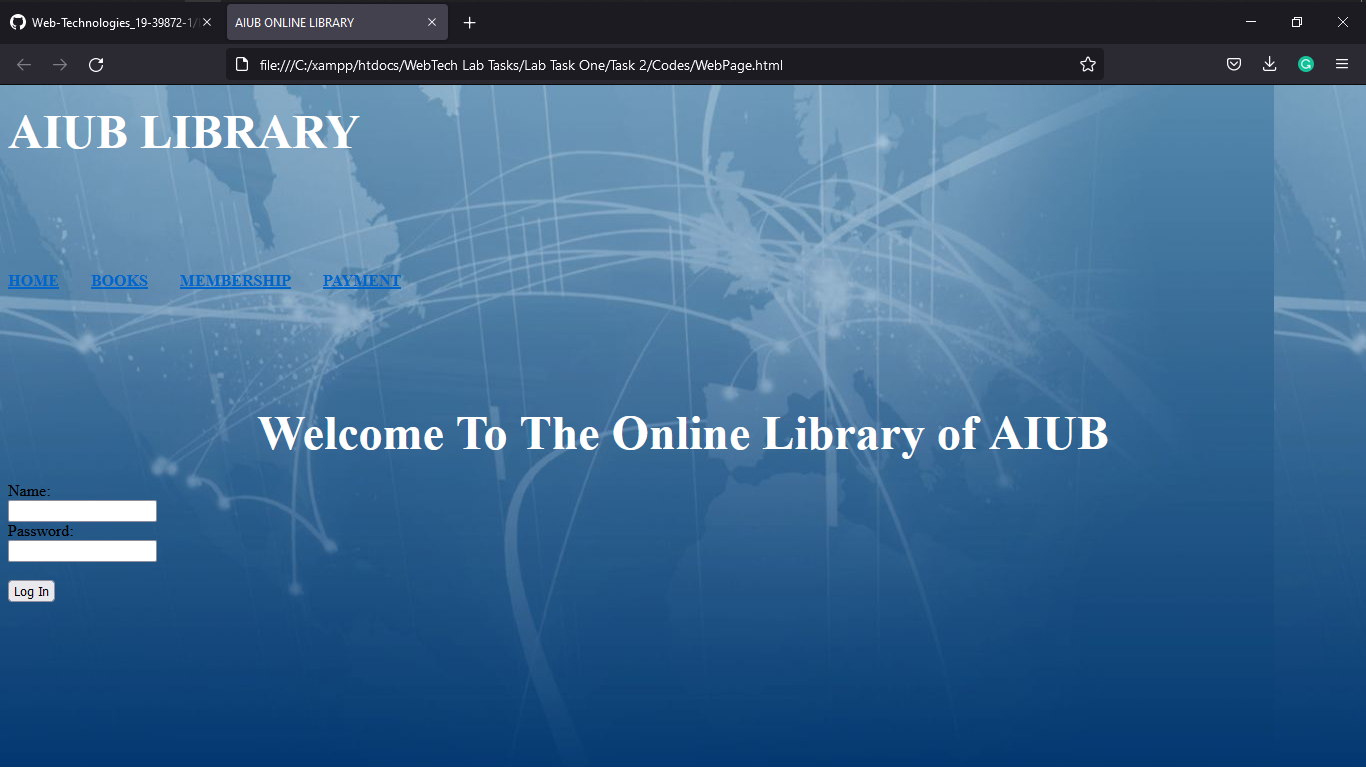 Web-Technologies_19-39872-1/
AIUB ONLINE LIBRARY
file:///C:/xampp/htdocs/WebTech Lab Tasks/Lab Task One/Task 2/Codes/WebPage.html
AIUB LIBRARY
HOME BOOKS MEMBERSHIP PAYMENT
Welcome To The Online Library of AIUB
Name:
Password:
Log In